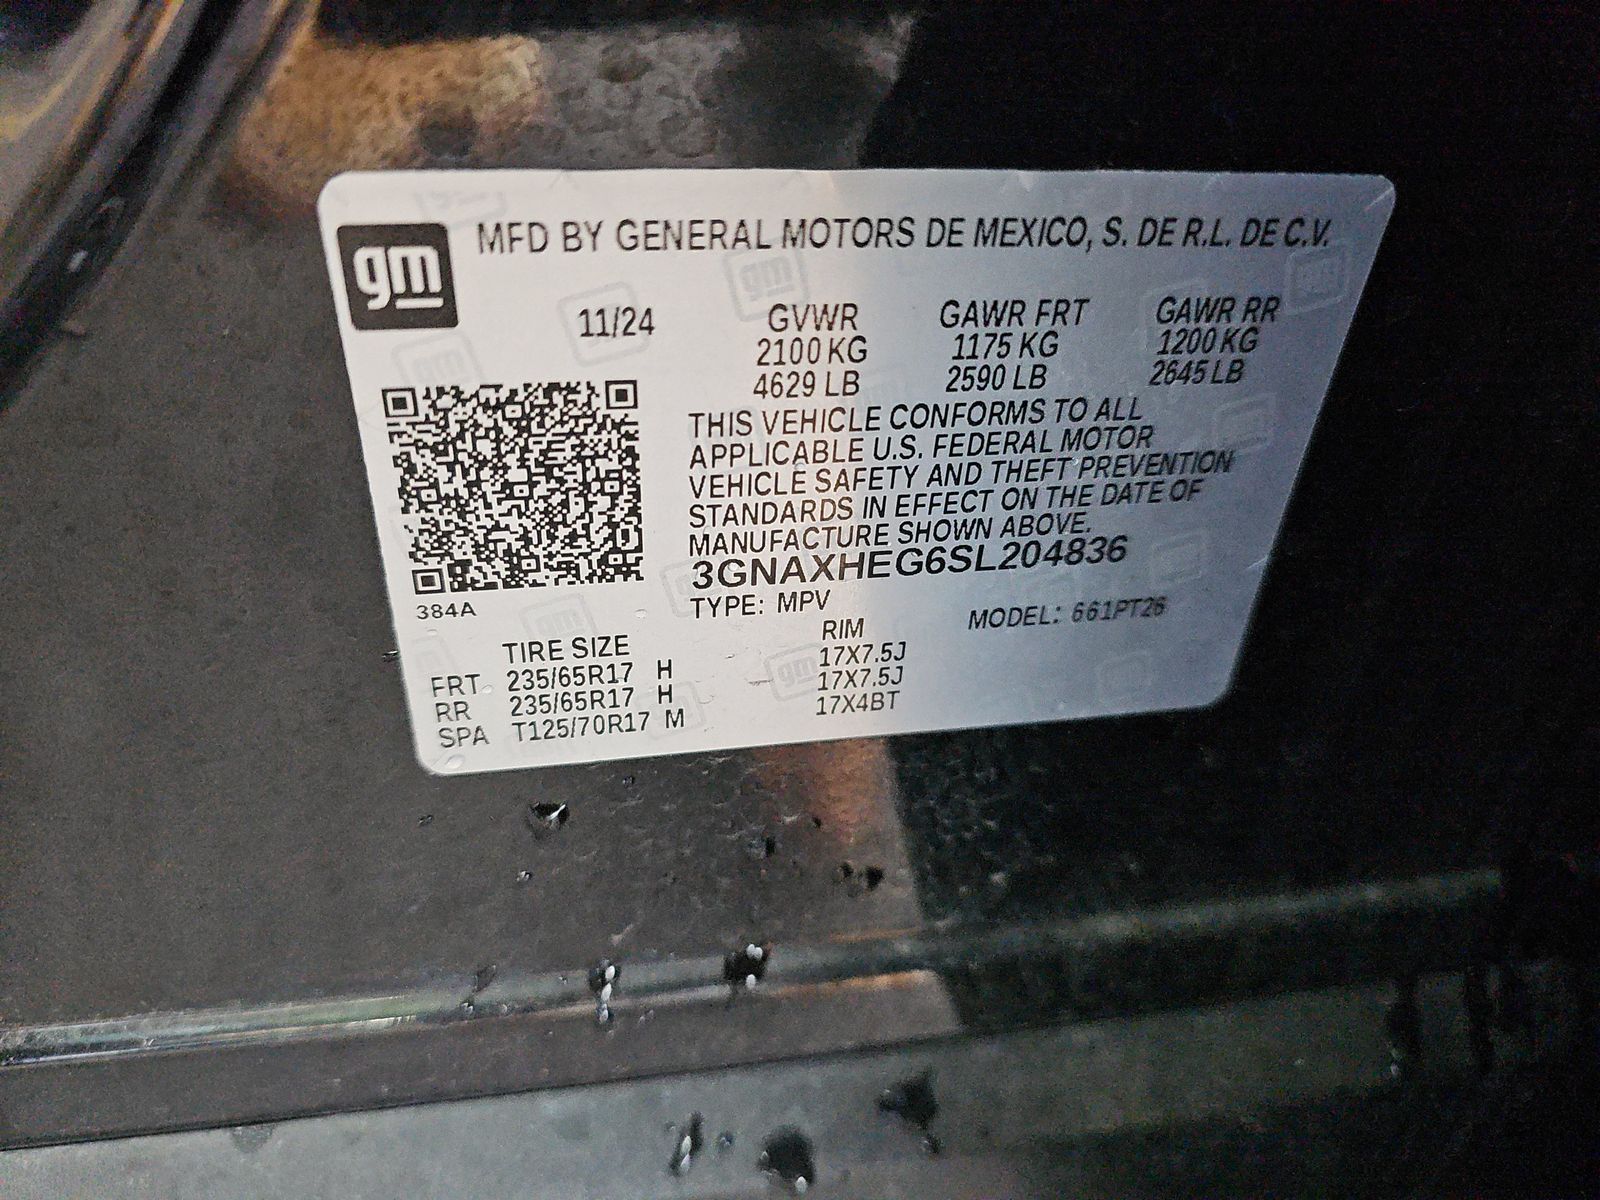 gm
MFD BY GENERAL MOTORS DE MEXICO, S. DE R.L. DE C.V.
11/24 GVWR GAWR FRT GAWR RR
2100 KG 1175 KG 1200 KG
4629 LB 2590 LB 2645 LB
THIS VEHICLE CONFORMS TO ALL
APPLICABLE U.S. FEDERAL MOTOR
VEHICLE SAFETY AND THEFT PREVENTION
STANDARDS IN EFFECT ON THE DATE OF
MANUFACTURE SHOWN ABOVE.
3GNAXHEG6SL204836
384A
TYPE: MPV MODEL: 661PT26
TIRE SIZE RIM
FRT 235/65R17 H 17X7.5J
RR 235/65R17 H 17X7.5J
SPA T125/70R17 M 17X4BT